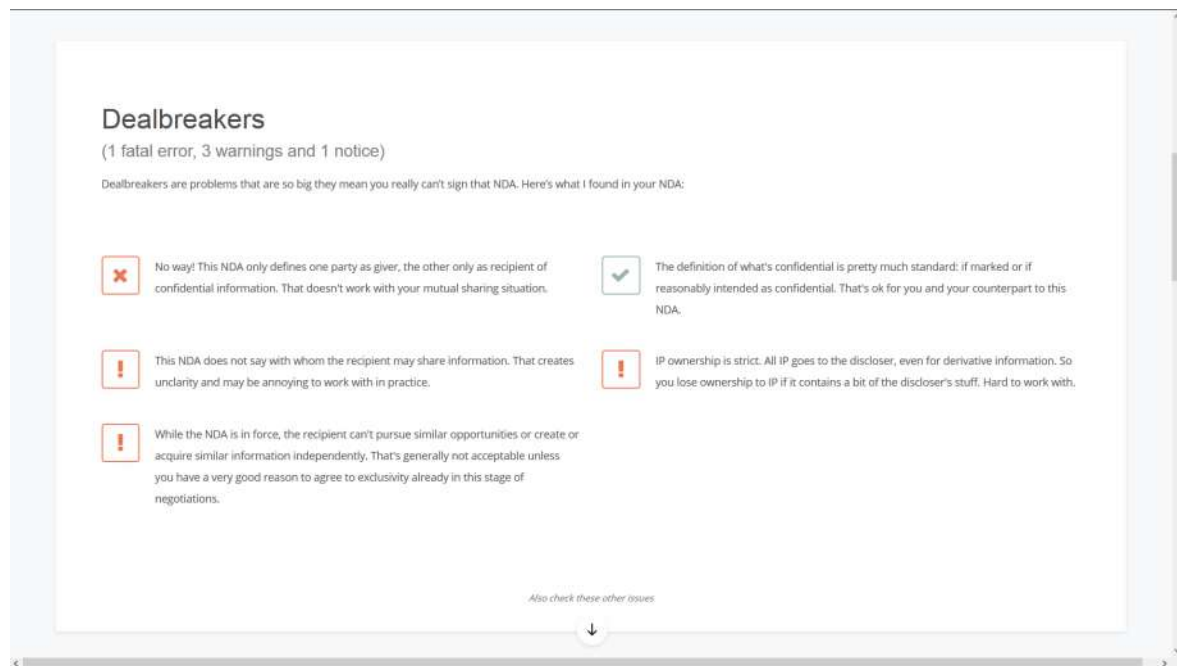 Dealbreakers
(1 fatal error, 3 warnings and 1 notice)
Dealbreakers are problems that are so big they mean you really can't sign that NDA. Here's what I found in your NDA:
No way! This NDA only defines one party as giver, the other only as recipient of
confidential information. That doesn't work with your mutual sharing situation.
The definition of what's confidential is pretty much standard: if marked or if
reasonably intended as confidential. That's ok for you and your counterpart to this
NDA.
This NDA does not say with whom the recipient may share information. That creates
unclarity and may be annoying to work with in practice.
IP ownership is strict. All IP goes to the discloser, even for derivative information. So
you lose ownership to IP if it contains a bit of the discloser's stuff. Hard to work with.
While the NDA is in force, the recipient can't pursue similar opportunities or create or
acquire similar information independently. That's generally not acceptable unless
you have a very good reason to agree to exclusivity already in this stage of
negotiations.
Also check these other issues